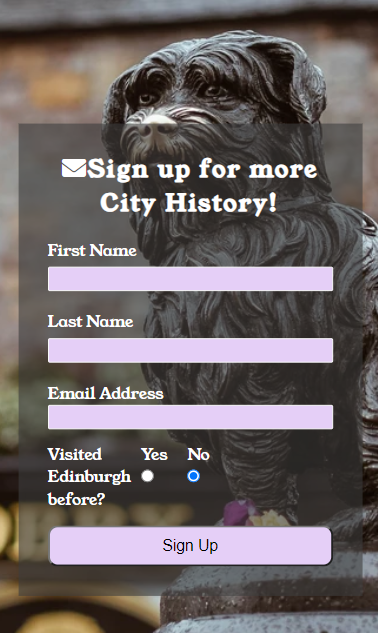 Sign up for more
City History!
First Name
Last Name
Email Address
Visited Yes No
Edinburgh
before?
Sign Up